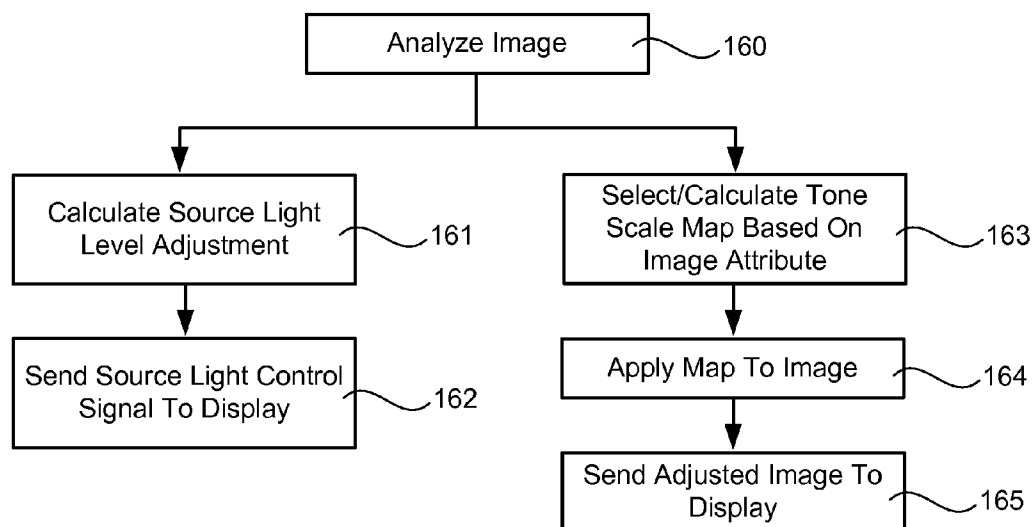 Analyze Image
160
Calculate Source Light
Level Adjustment
161
Select/Calculate Tone
Scale Map Based On
Image Attribute
163
Send Source Light Control
Signal To Display
162
Apply Map To Image
164
Send Adjusted Image To
Display
165